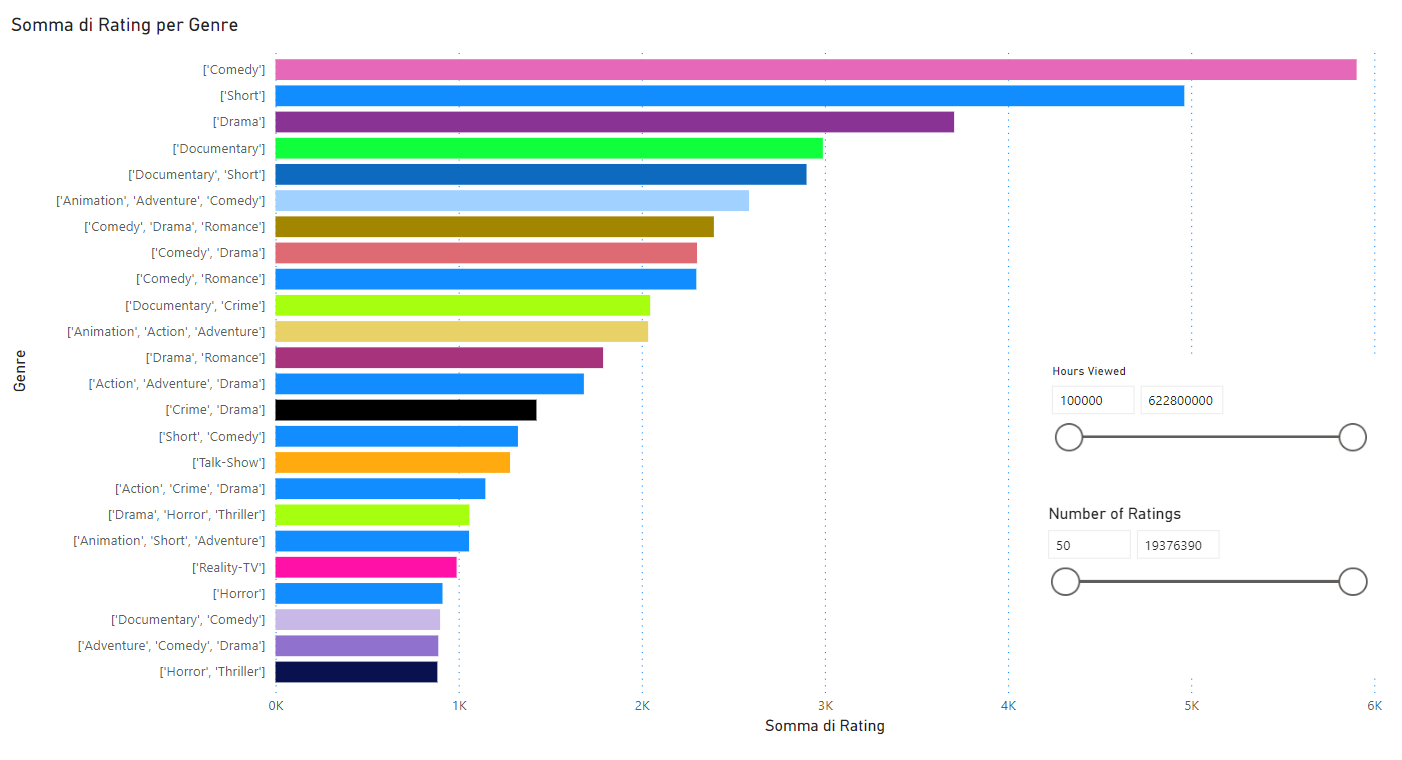 Somma di Rating per Genre
['Comedy']
['Short']
['Drama']
['Documentary']
['Documentary', 'Short']
['Animation', 'Adventure', 'Comedy']
['Comedy', 'Drama', 'Romance']
['Comedy', 'Drama']
['Comedy', 'Romance']
['Documentary', 'Crime']
['Animation', 'Action', 'Adventure']
['Drama', 'Romance']
['Action', 'Adventure', 'Drama']
['Crime', 'Drama']
['Short', 'Comedy']
['Talk-Show']
['Action', 'Crime', 'Drama']
['Drama', 'Horror', 'Thriller']
['Animation', 'Short', 'Adventure']
['Reality-TV']
['Horror']
['Documentary', 'Comedy']
['Adventure', 'Comedy', 'Drama']
['Horror', 'Thriller']
Genre
0K 1K 2K 3K 4K 5K 6K
Somma di Rating
Hours Viewed
100000 622800000
Number of Ratings
50 19376390